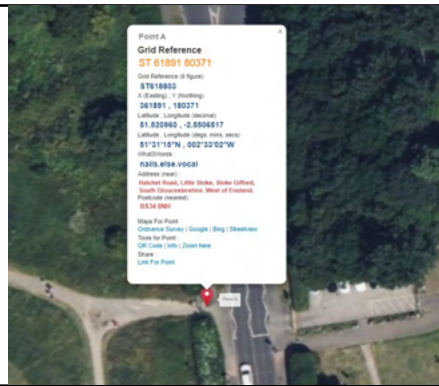 Point A
×
Grid Reference
ST 61891 80371
Grid Reference (6 figure)
ST618803
X (Easting) , Y (Northing)
361891 , 180371
Latitude , Longitude (decimal)
51.520960 , -2.5506517
Latitude , Longitude (degs, mins, secs)
51°31'15"N , 002°33'02"W
What3Words :
nails.else.vocal
Address (near) :
Hatchet Road, Little Stoke, Stoke Gifford,
South Gloucestershire, West of England,
Postcode (nearest) :
BS34 8NH
Maps For Point :
Ordnance Survey | Google | Bing | Streetview
Tools for Point :
QR Code | Info | Zoom here
Share :
Link For Point
Point A